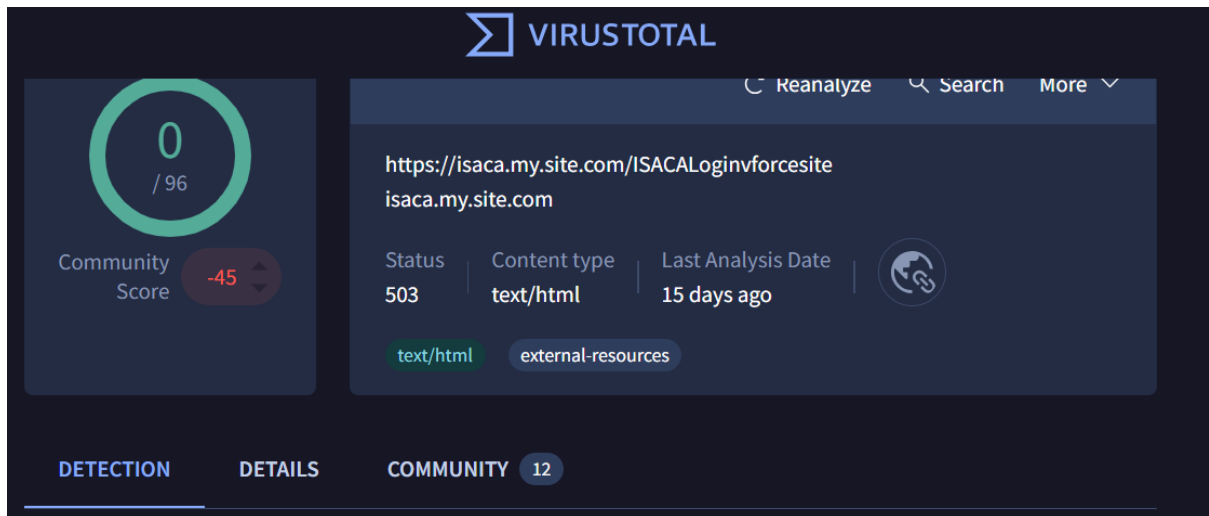 VIRUSTOTAL
Reanalyze Search More
0
/ 96
Community
Score
-45
https://isaca.my.site.com/ISACALoginvforcesite
isaca.my.site.com
Status Content type Last Analysis Date
503 text/html 15 days ago
text/html external-resources
DETECTION DETAILS COMMUNITY 12